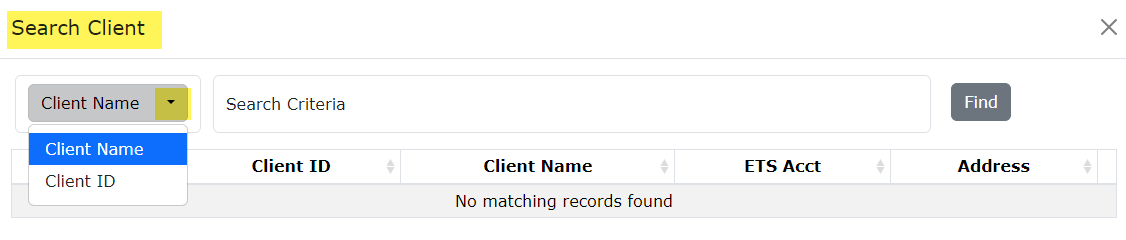 Search Client
Client Name
Search Criteria
Find
Client Name
Client ID
Client ID
Client Name
ETS Acct
Address
No matching records found